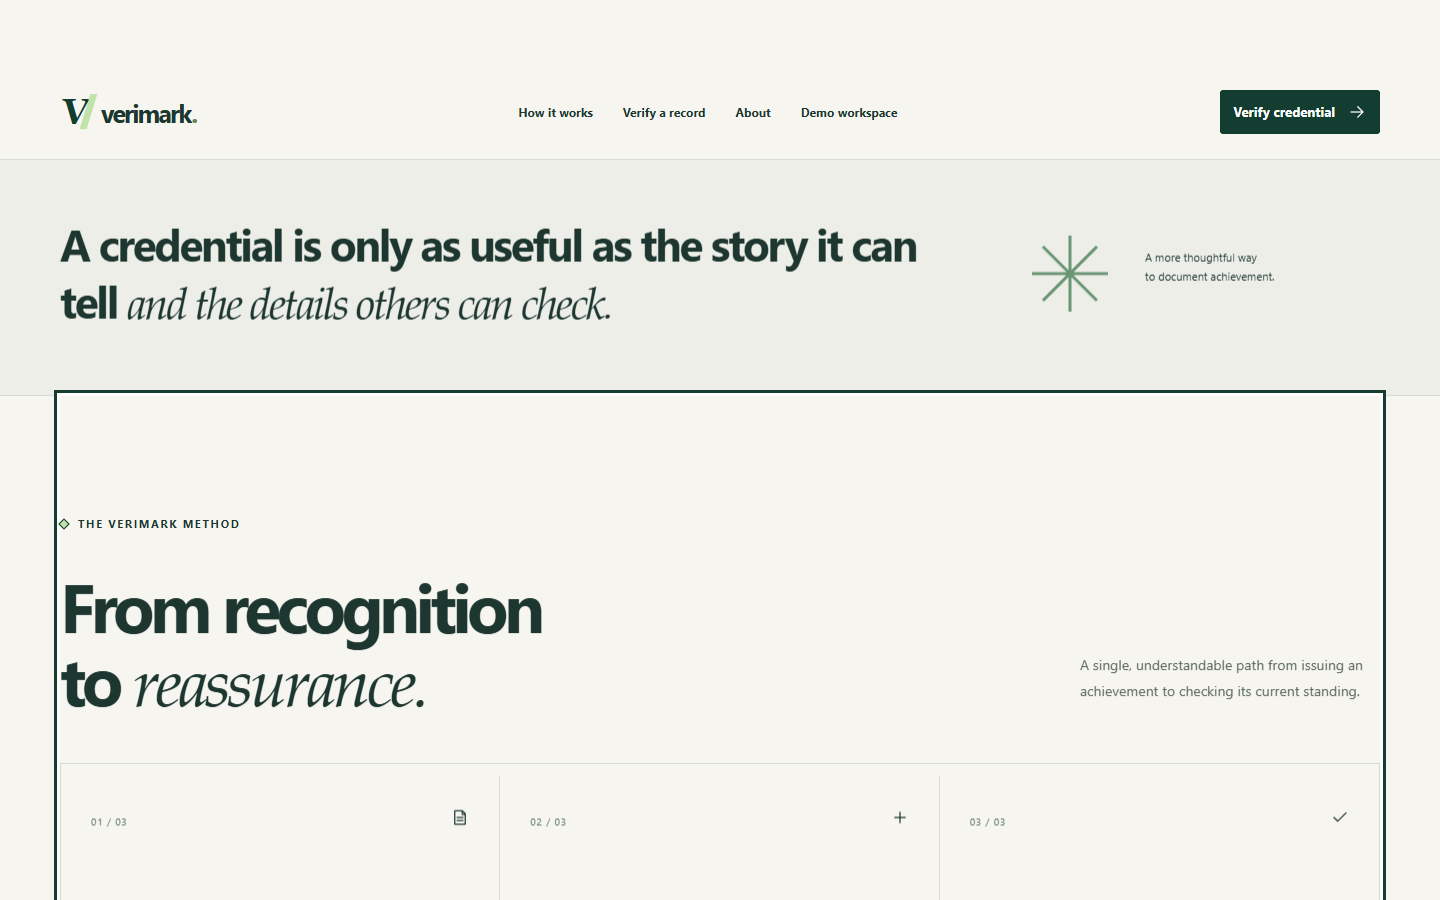 verimark.
How it works
Verify a record
About
Demo workspace
Verify credential
A credential is only as useful as the story it can
tell and the details others can check.
A more thoughtful way
to document achievement.
THE VERIMARK METHOD
From recognition
to reassurance.
A single, understandable path from issuing an
achievement to checking its current standing.
01 / 03
02 / 03
03 / 03